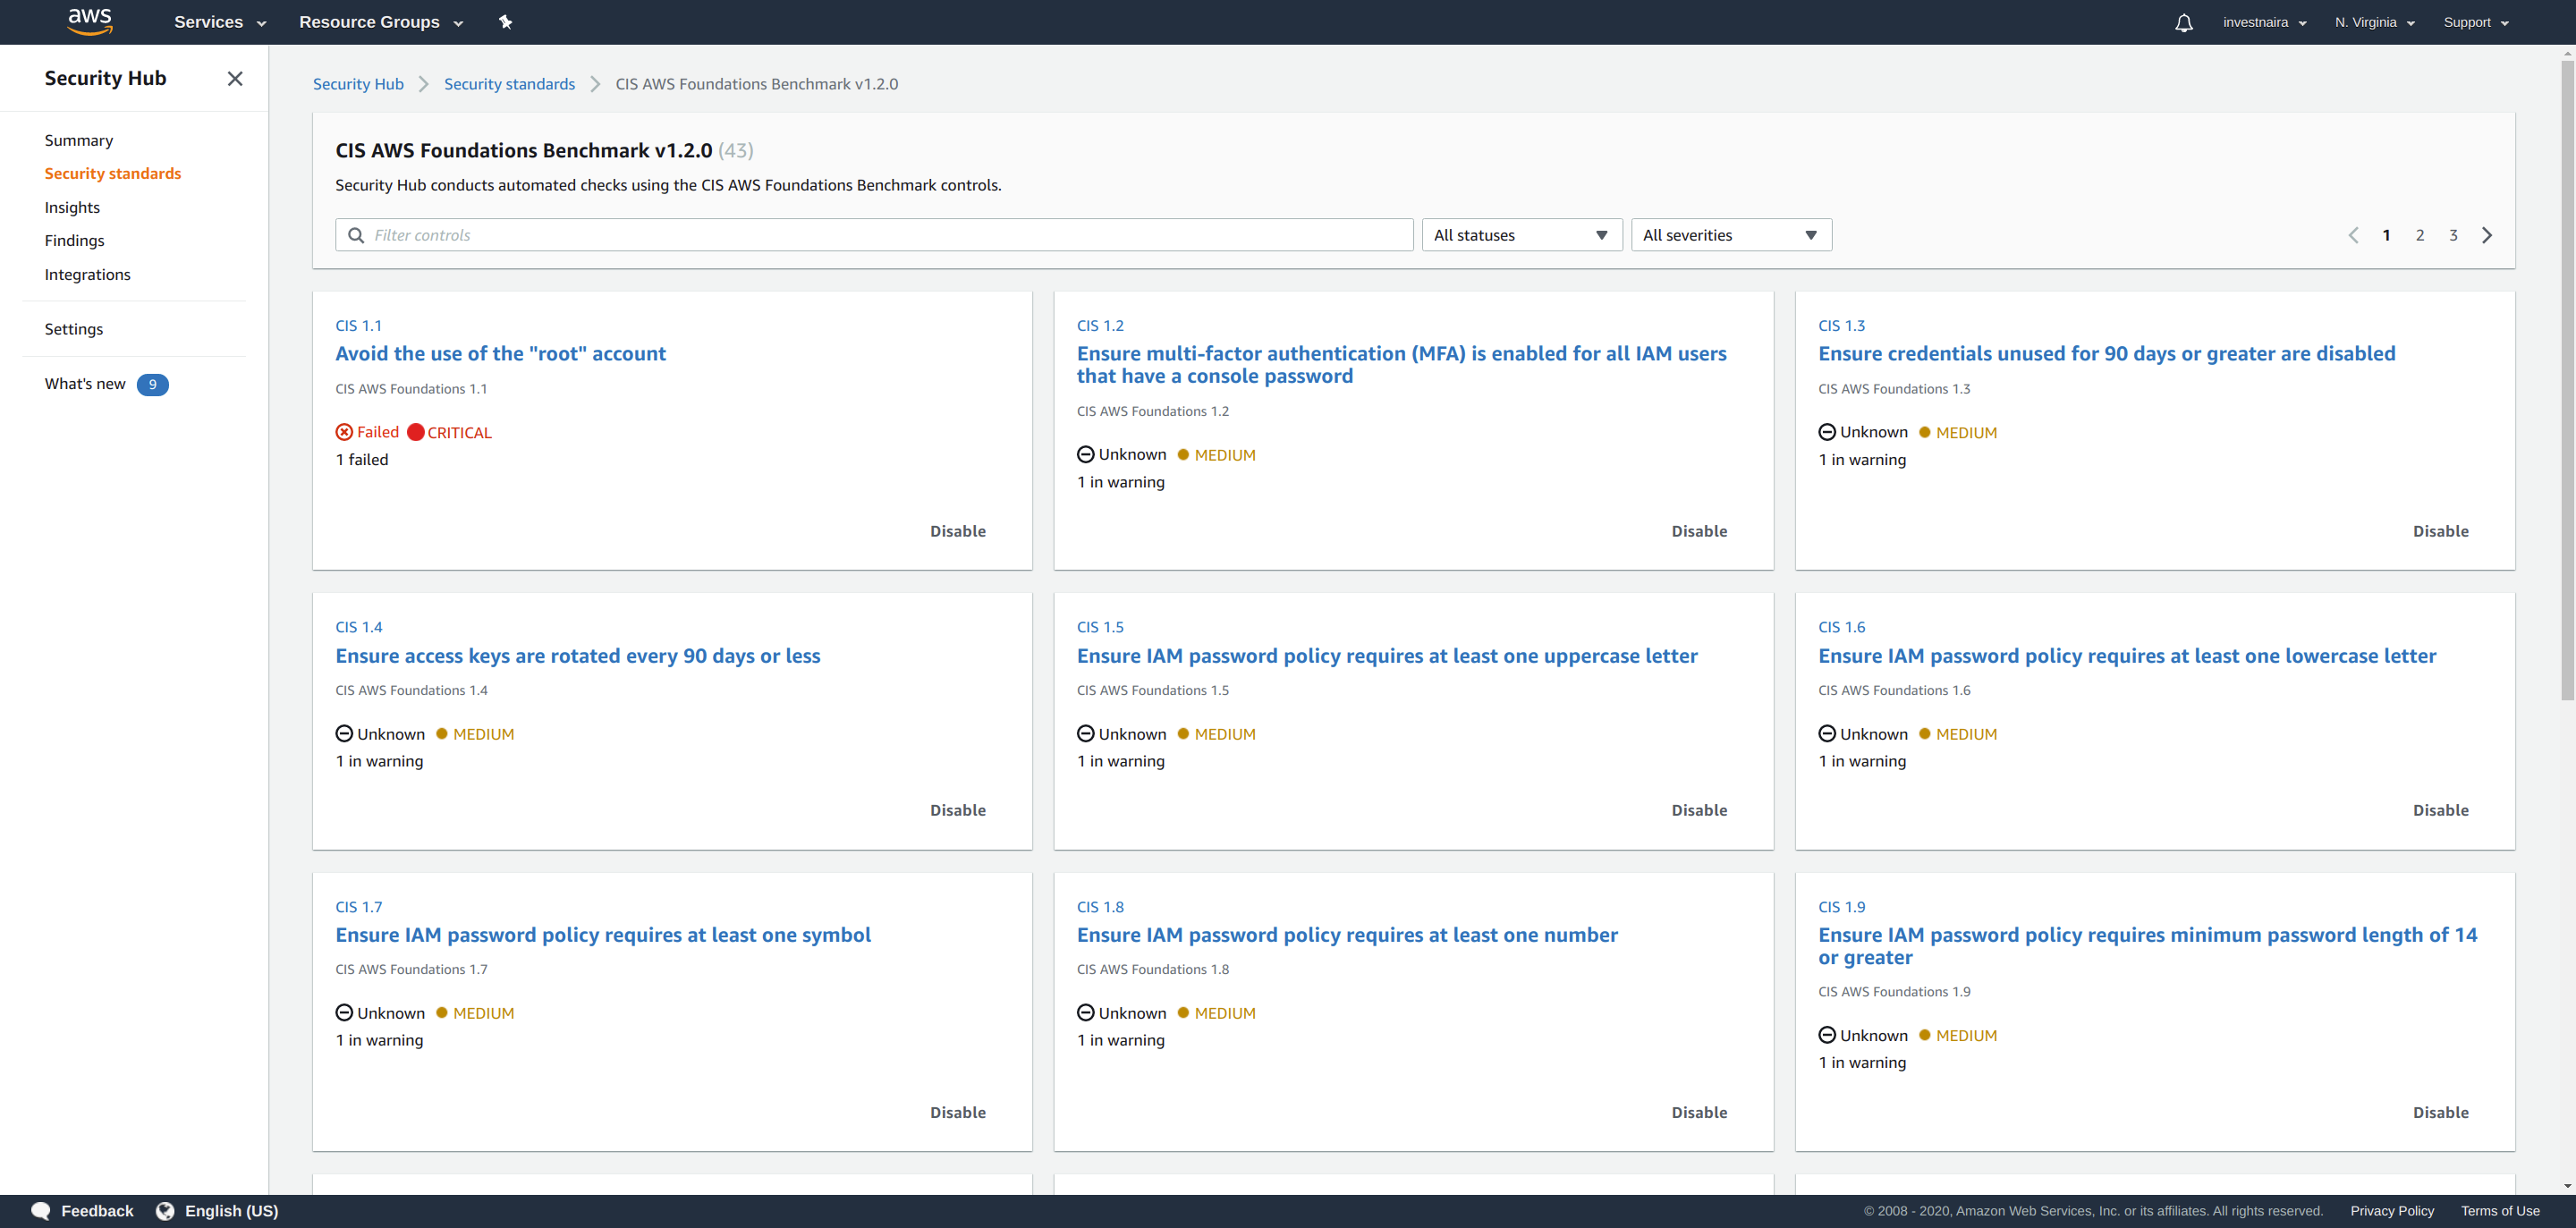 aws Services Resource Groups investnaira N. Virginia Support
Security Hub
Summary
Security standards
Insights
Findings
Integrations
Settings
What's new 9
Security Hub Security standards CIS AWS Foundations Benchmark v1.2.0
CIS AWS Foundations Benchmark v1.2.0 (43)
Security Hub conducts automated checks using the CIS AWS Foundations Benchmark controls.
Filter controls All statuses All severities 1 2 3
CIS 1.1
Avoid the use of the "root" account
CIS AWS Foundations 1.1
Failed CRITICAL
1 failed
Disable
CIS 1.2
Ensure multi-factor authentication (MFA) is enabled for all IAM users
that have a console password
CIS AWS Foundations 1.2
Unknown MEDIUM
1 in warning
Disable
CIS 1.3
Ensure credentials unused for 90 days or greater are disabled
CIS AWS Foundations 1.3
Unknown MEDIUM
1 in warning
Disable
CIS 1.4
Ensure access keys are rotated every 90 days or less
CIS AWS Foundations 1.4
Unknown MEDIUM
1 in warning
Disable
CIS 1.5
Ensure IAM password policy requires at least one uppercase letter
CIS AWS Foundations 1.5
Unknown MEDIUM
1 in warning
Disable
CIS 1.6
Ensure IAM password policy requires at least one lowercase letter
CIS AWS Foundations 1.6
Unknown MEDIUM
1 in warning
Disable
CIS 1.7
Ensure IAM password policy requires at least one symbol
CIS AWS Foundations 1.7
Unknown MEDIUM
1 in warning
Disable
CIS 1.8
Ensure IAM password policy requires at least one number
CIS AWS Foundations 1.8
Unknown MEDIUM
1 in warning
Disable
CIS 1.9
Ensure IAM password policy requires minimum password length of 14
or greater
CIS AWS Foundations 1.9
Unknown MEDIUM
1 in warning
Disable
Feedback English (US) © 2008 - 2020, Amazon Web Services, Inc. or its affiliates. All rights reserved. Privacy Policy Terms of Use